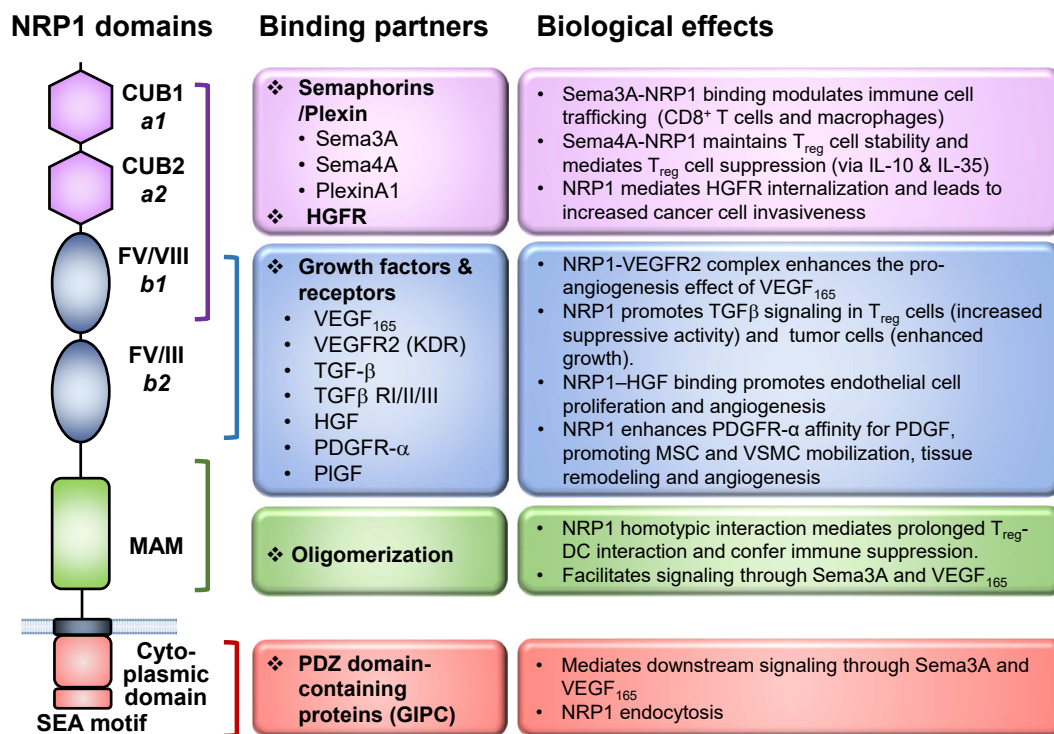 NRP1 domains
Binding partners
Biological effects
CUB1
a1
CUB2
a2
FV/VIII
b1
FV/III
b2
MAM
Cyto-
plasmic
domain
SEA motif
❖ Semaphorins
/Plexin
• Sema3A
• Sema4A
• PlexinA1
❖ HGFR
• Sema3A-NRP1 binding modulates immune cell
trafficking (CD8⁺ T cells and macrophages)
• Sema4A-NRP1 maintains Treg cell stability and
mediates Treg cell suppression (via IL-10 & IL-35)
• NRP1 mediates HGFR internalization and leads to
increased cancer cell invasiveness
❖ Growth factors &
receptors
• VEGF₁₆₅
• VEGFR2 (KDR)
• TGF-β
• TGFβ RI/II/III
• HGF
• PDGFR-α
• PlGF
• NRP1-VEGFR2 complex enhances the pro-
angiogenesis effect of VEGF₁₆₅
• NRP1 promotes TGFβ signaling in Treg cells (increased
suppressive activity) and tumor cells (enhanced
growth).
• NRP1–HGF binding promotes endothelial cell
proliferation and angiogenesis
• NRP1 enhances PDGFR-α affinity for PDGF,
promoting MSC and VSMC mobilization, tissue
remodeling and angiogenesis
❖ Oligomerization
• NRP1 homotypic interaction mediates prolonged Treg-
DC interaction and confer immune suppression.
• Facilitates signaling through Sema3A and VEGF₁₆₅
❖ PDZ domain-
containing
proteins (GIPC)
• Mediates downstream signaling through Sema3A and
VEGF₁₆₅
• NRP1 endocytosis